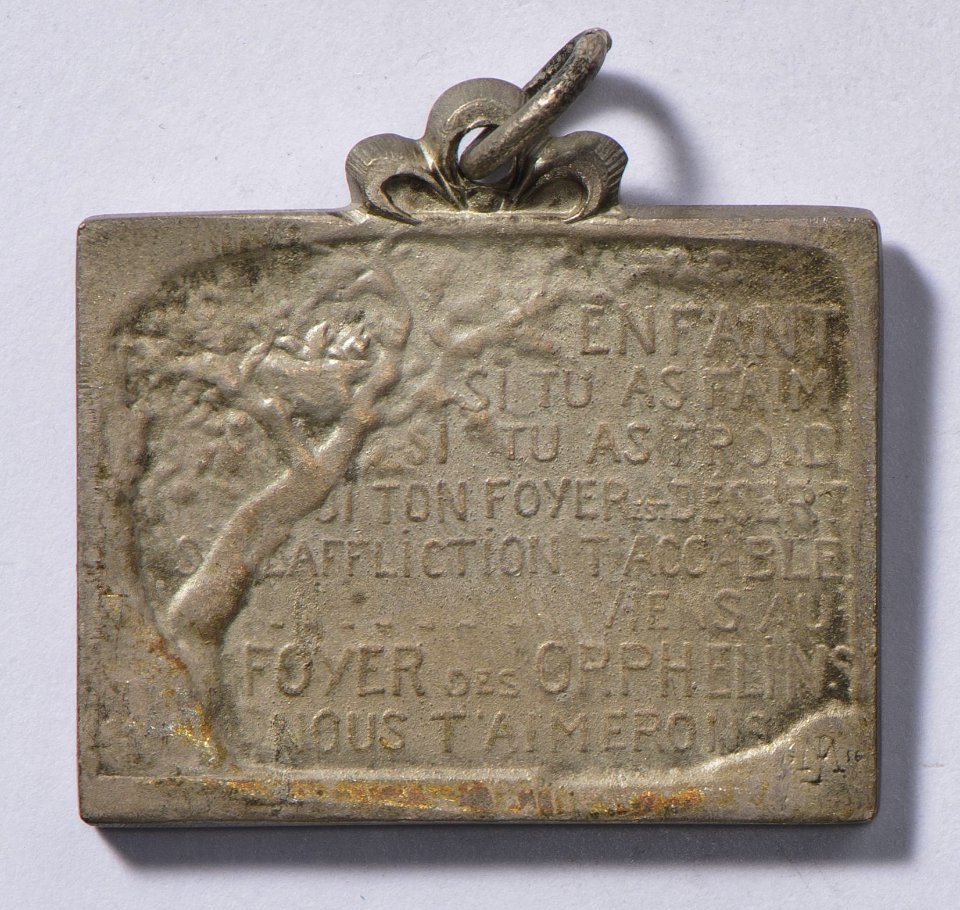 ENFANT
SI TU AS FAIM
SI TU AS FROID
SI TON FOYER EST DESERT
OU L'AFFLICTION T'ACCABLE
_ _ _ _ _ _ _ VIENS AU
FOYER DES ORPHELINS
NOUS T'AIMERONS